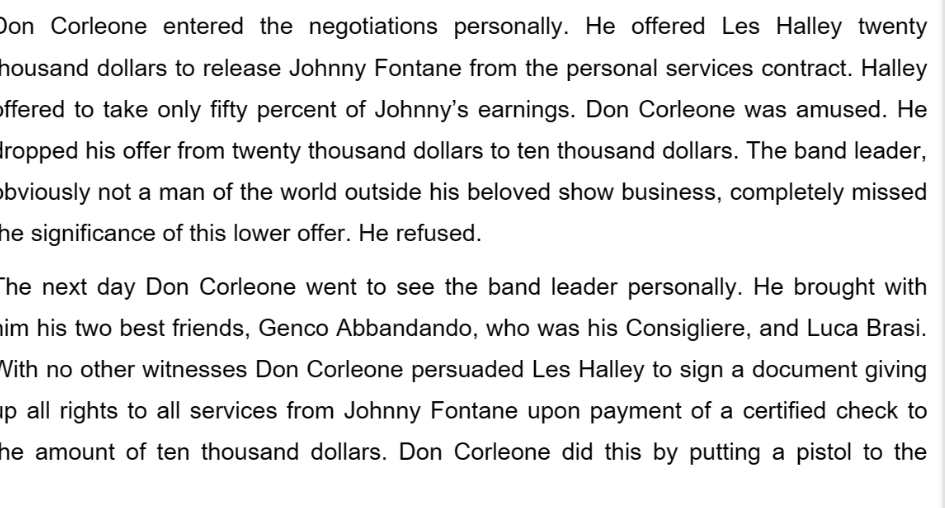 Don Corleone entered the negotiations personally. He offered Les Halley twenty
thousand dollars to release Johnny Fontane from the personal services contract. Halley
offered to take only fifty percent of Johnny's earnings. Don Corleone was amused. He
dropped his offer from twenty thousand dollars to ten thousand dollars. The band leader,
obviously not a man of the world outside his beloved show business, completely missed
the significance of this lower offer. He refused.
The next day Don Corleone went to see the band leader personally. He brought with
him his two best friends, Genco Abbandando, who was his Consigliere, and Luca Brasi.
With no other witnesses Don Corleone persuaded Les Halley to sign a document giving
up all rights to all services from Johnny Fontane upon payment of a certified check to
the amount of ten thousand dollars. Don Corleone did this by putting a pistol to the